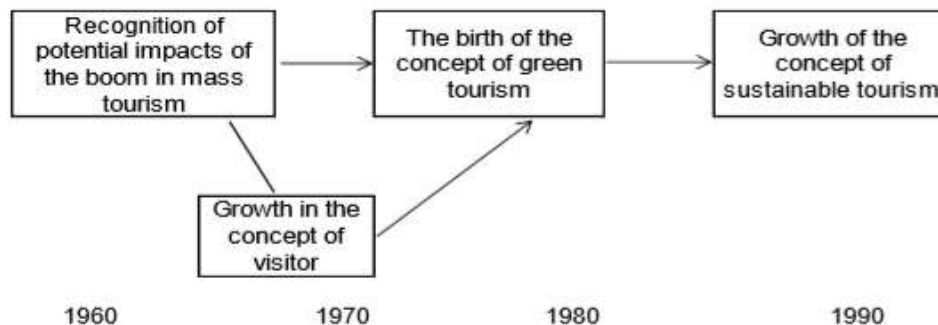 Recognition of
potential impacts of
the boom in mass
tourism
The birth of the
concept of green
tourism
Growth of the
concept of
sustainable tourism
Growth in the
concept of
visitor
1960
1970
1980
1990